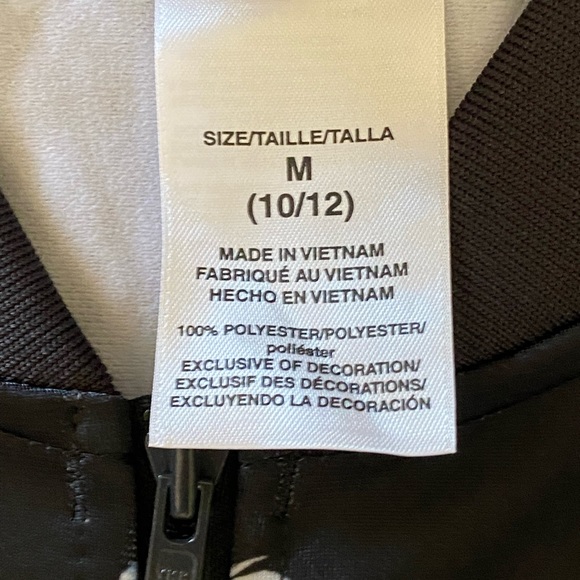 SIZE/TAILLE/TALLA
M
(10/12)
MADE IN VIETNAM
FABRIQUÉ AU VIETNAM
HECHO EN VIETNAM
100% POLYESTER/POLYESTER/
poliéster
EXCLUSIVE OF DECORATION/
EXCLUSIF DES DÉCORATIONS/
EXCLUYENDO LA DECORACIÓN